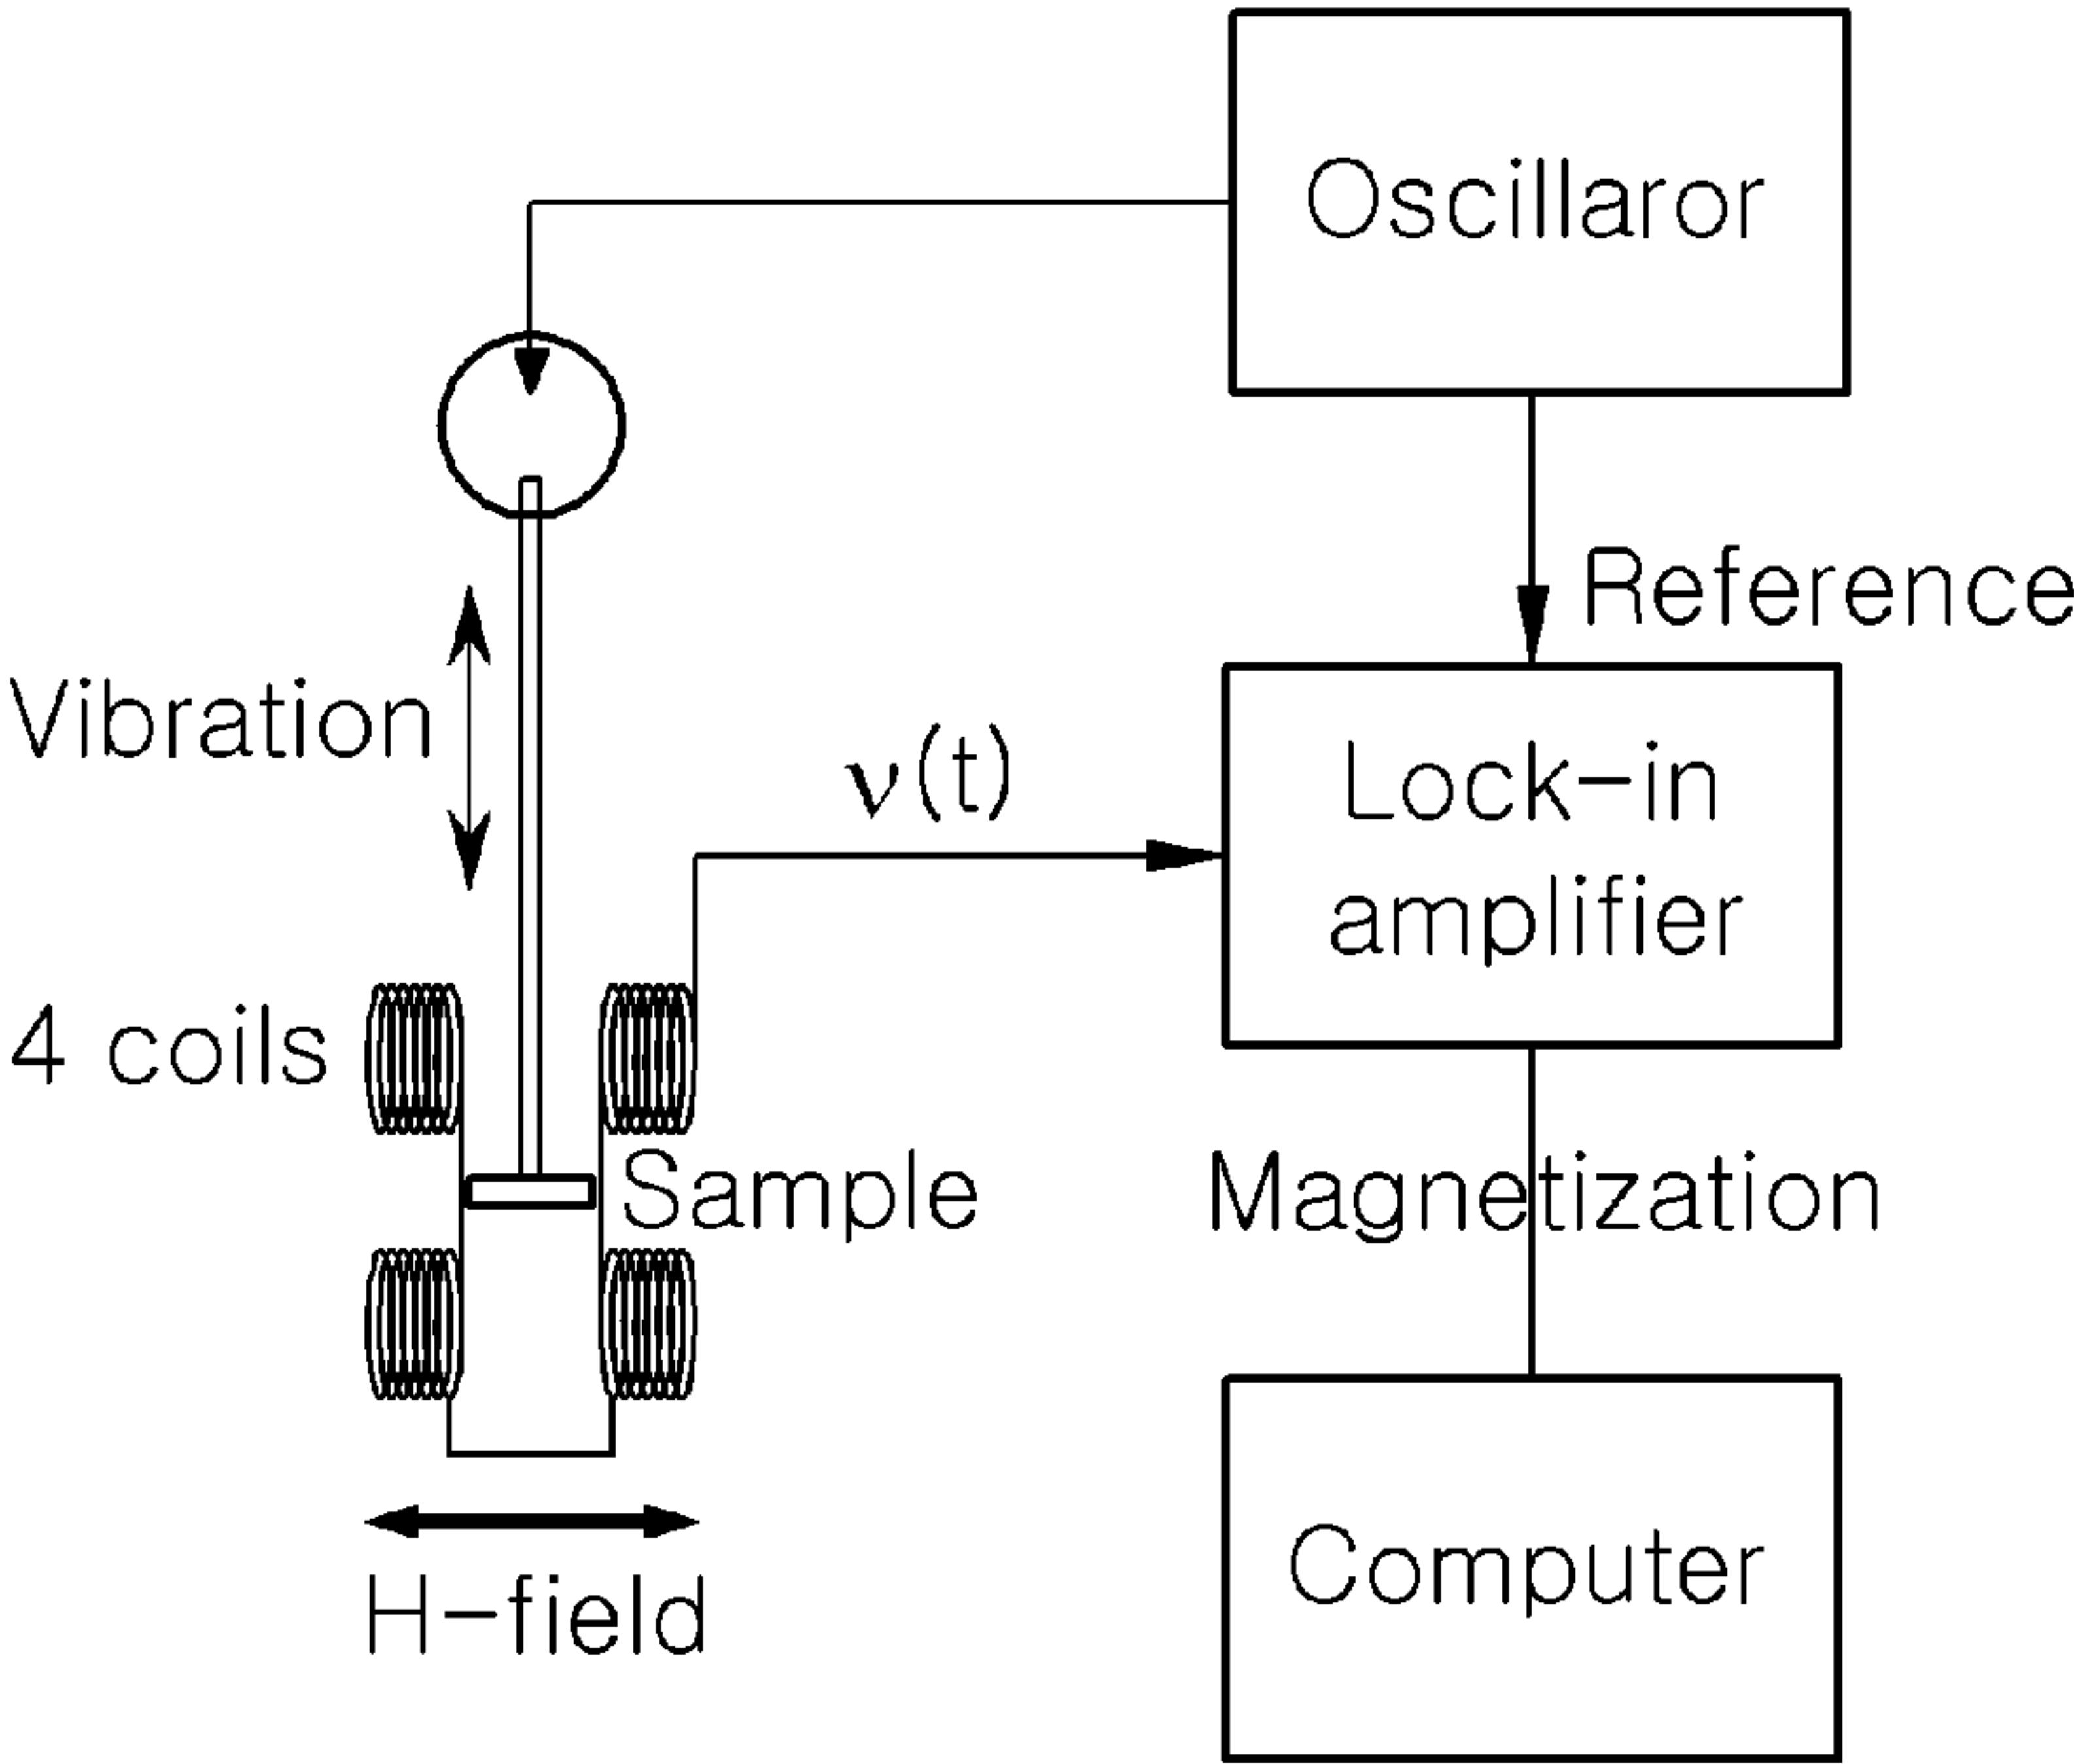 Oscillaror
Reference
Vibration
ν(t)
Lock-in
amplifier
4 coils
Sample
Magnetization
H-field
Computer